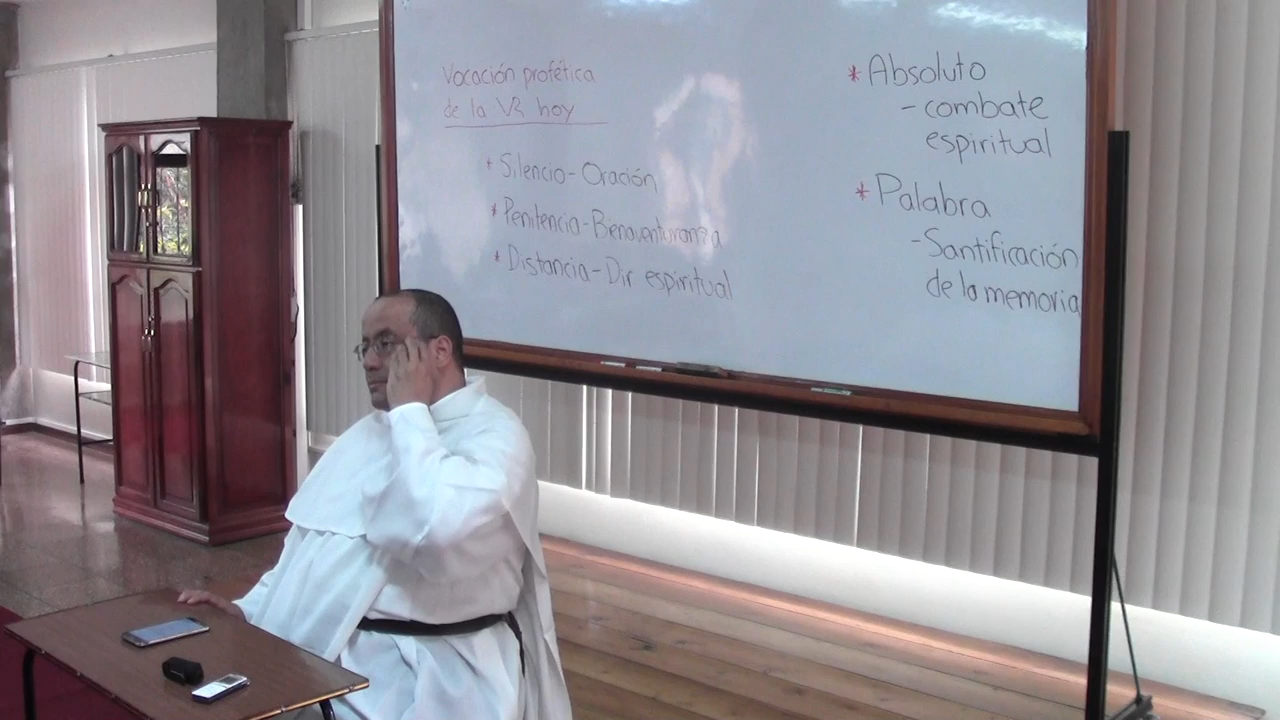 Vocación profética
de la VR hoy
* Silencio-Oración
* Penitencia-Bienaventuranza
* Distancia-Dir espiritual
* Absoluto
- combate
espiritual
* Palabra
- Santificación
de la memoria